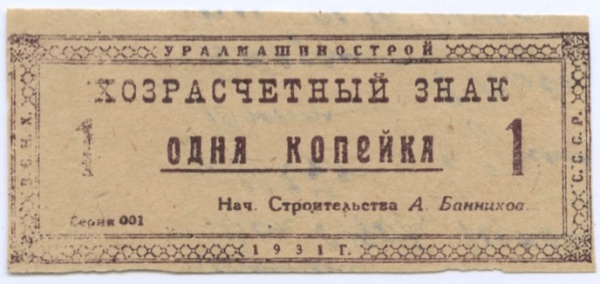 УРАЛМАШИНОСТРОЙ
ХОЗРАСЧЕТНЫЙ ЗНАК
1 ОДНА КОПЕЙКА 1
Нач. Строительства А. Банников
Серия 001
1931 Г.
В.С.Н.Х.
С.С.С.Р.